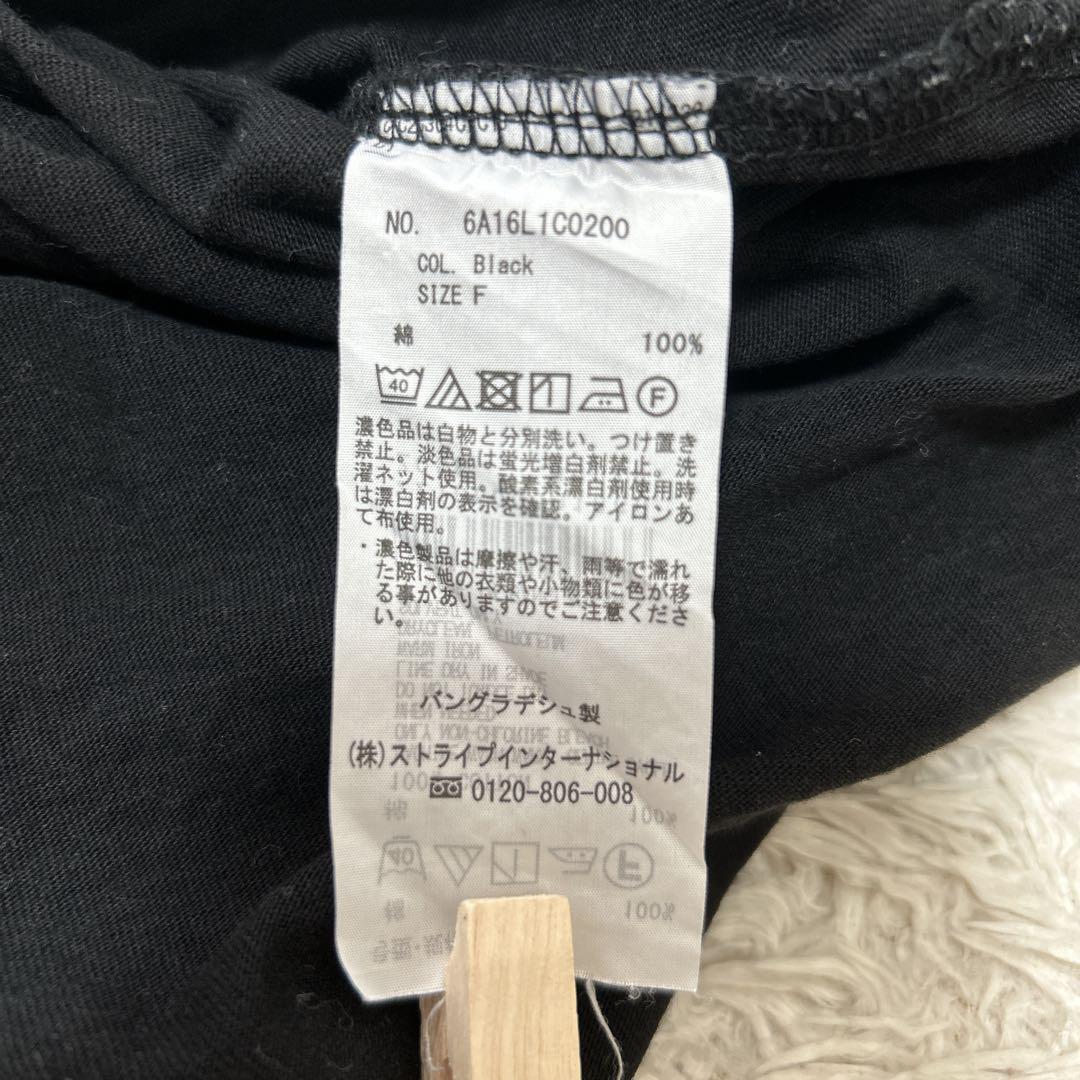 NO. 6A16L1C0200
COL. Black
SIZE F
綿 100%
40 F
濃色品は白物と分別洗い。つけ置き
禁止。淡色品は蛍光増白剤禁止。洗
濯ネット使用。酸素系漂白剤使用時
は漂白剤の表示を確認。アイロンあ
て布使用。
・濃色製品は摩擦や汗、雨等で濡れ
た際に他の衣類や小物類に色が移
る事がありますのでご注意くださ
い。
バングラデシュ製
(株)ストライプインターナショナル
0120-806-008